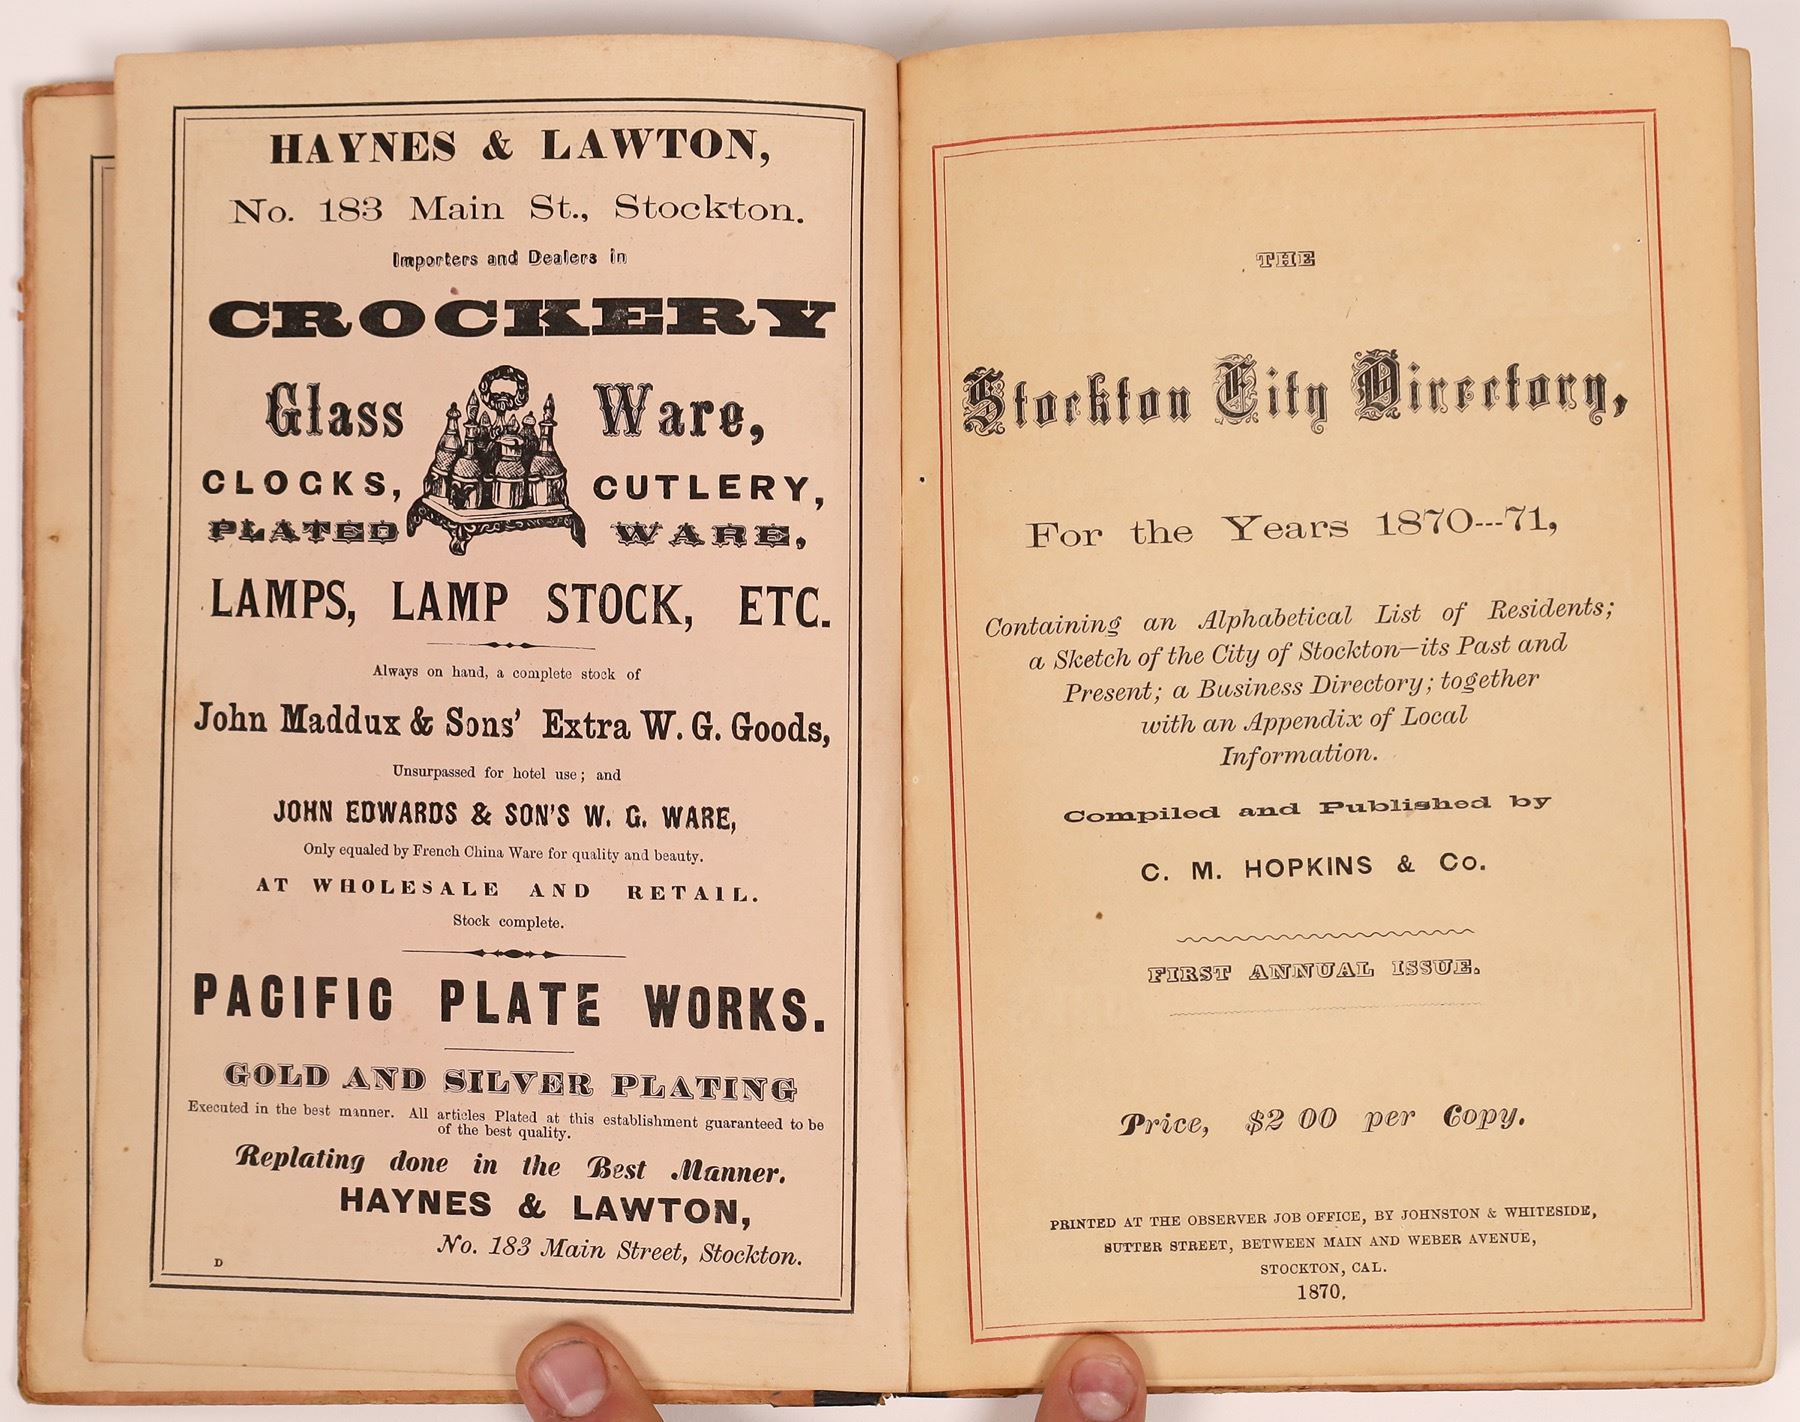 HAYNES & LAWTON,
No. 183 Main St., Stockton.
Importers and Dealers in
CROCKERY
Glass Ware,
CLOCKS, CUTLERY,
PLATED WARE,
LAMPS, LAMP STOCK, ETC.
Always on hand, a complete stock of
John Maddux & Sons' Extra W. G. Goods,
Unsurpassed for hotel use; and
JOHN EDWARDS & SON'S W. G. WARE,
Only equaled by French China Ware for quality and beauty.
AT WHOLESALE AND RETAIL.
Stock complete.
PACIFIC PLATE WORKS.
GOLD AND SILVER PLATING
Executed in the best manner. All articles Plated at this establishment guaranteed to be
of the best quality.
Replating done in the Best Manner.
HAYNES & LAWTON,
No. 183 Main Street, Stockton.
D
THE
Stockton City Directory,
For the Years 1870---71,
Containing an Alphabetical List of Residents;
a Sketch of the City of Stockton—its Past and
Present; a Business Directory; together
with an Appendix of Local
Information.
Compiled and Published by
C. M. HOPKINS & Co.
FIRST ANNUAL ISSUE.
Price, $2 00 per Copy.
PRINTED AT THE OBSERVER JOB OFFICE, BY JOHNSTON & WHITESIDE,
SUTTER STREET, BETWEEN MAIN AND WEBER AVENUE,
STOCKTON, CAL.
1870.